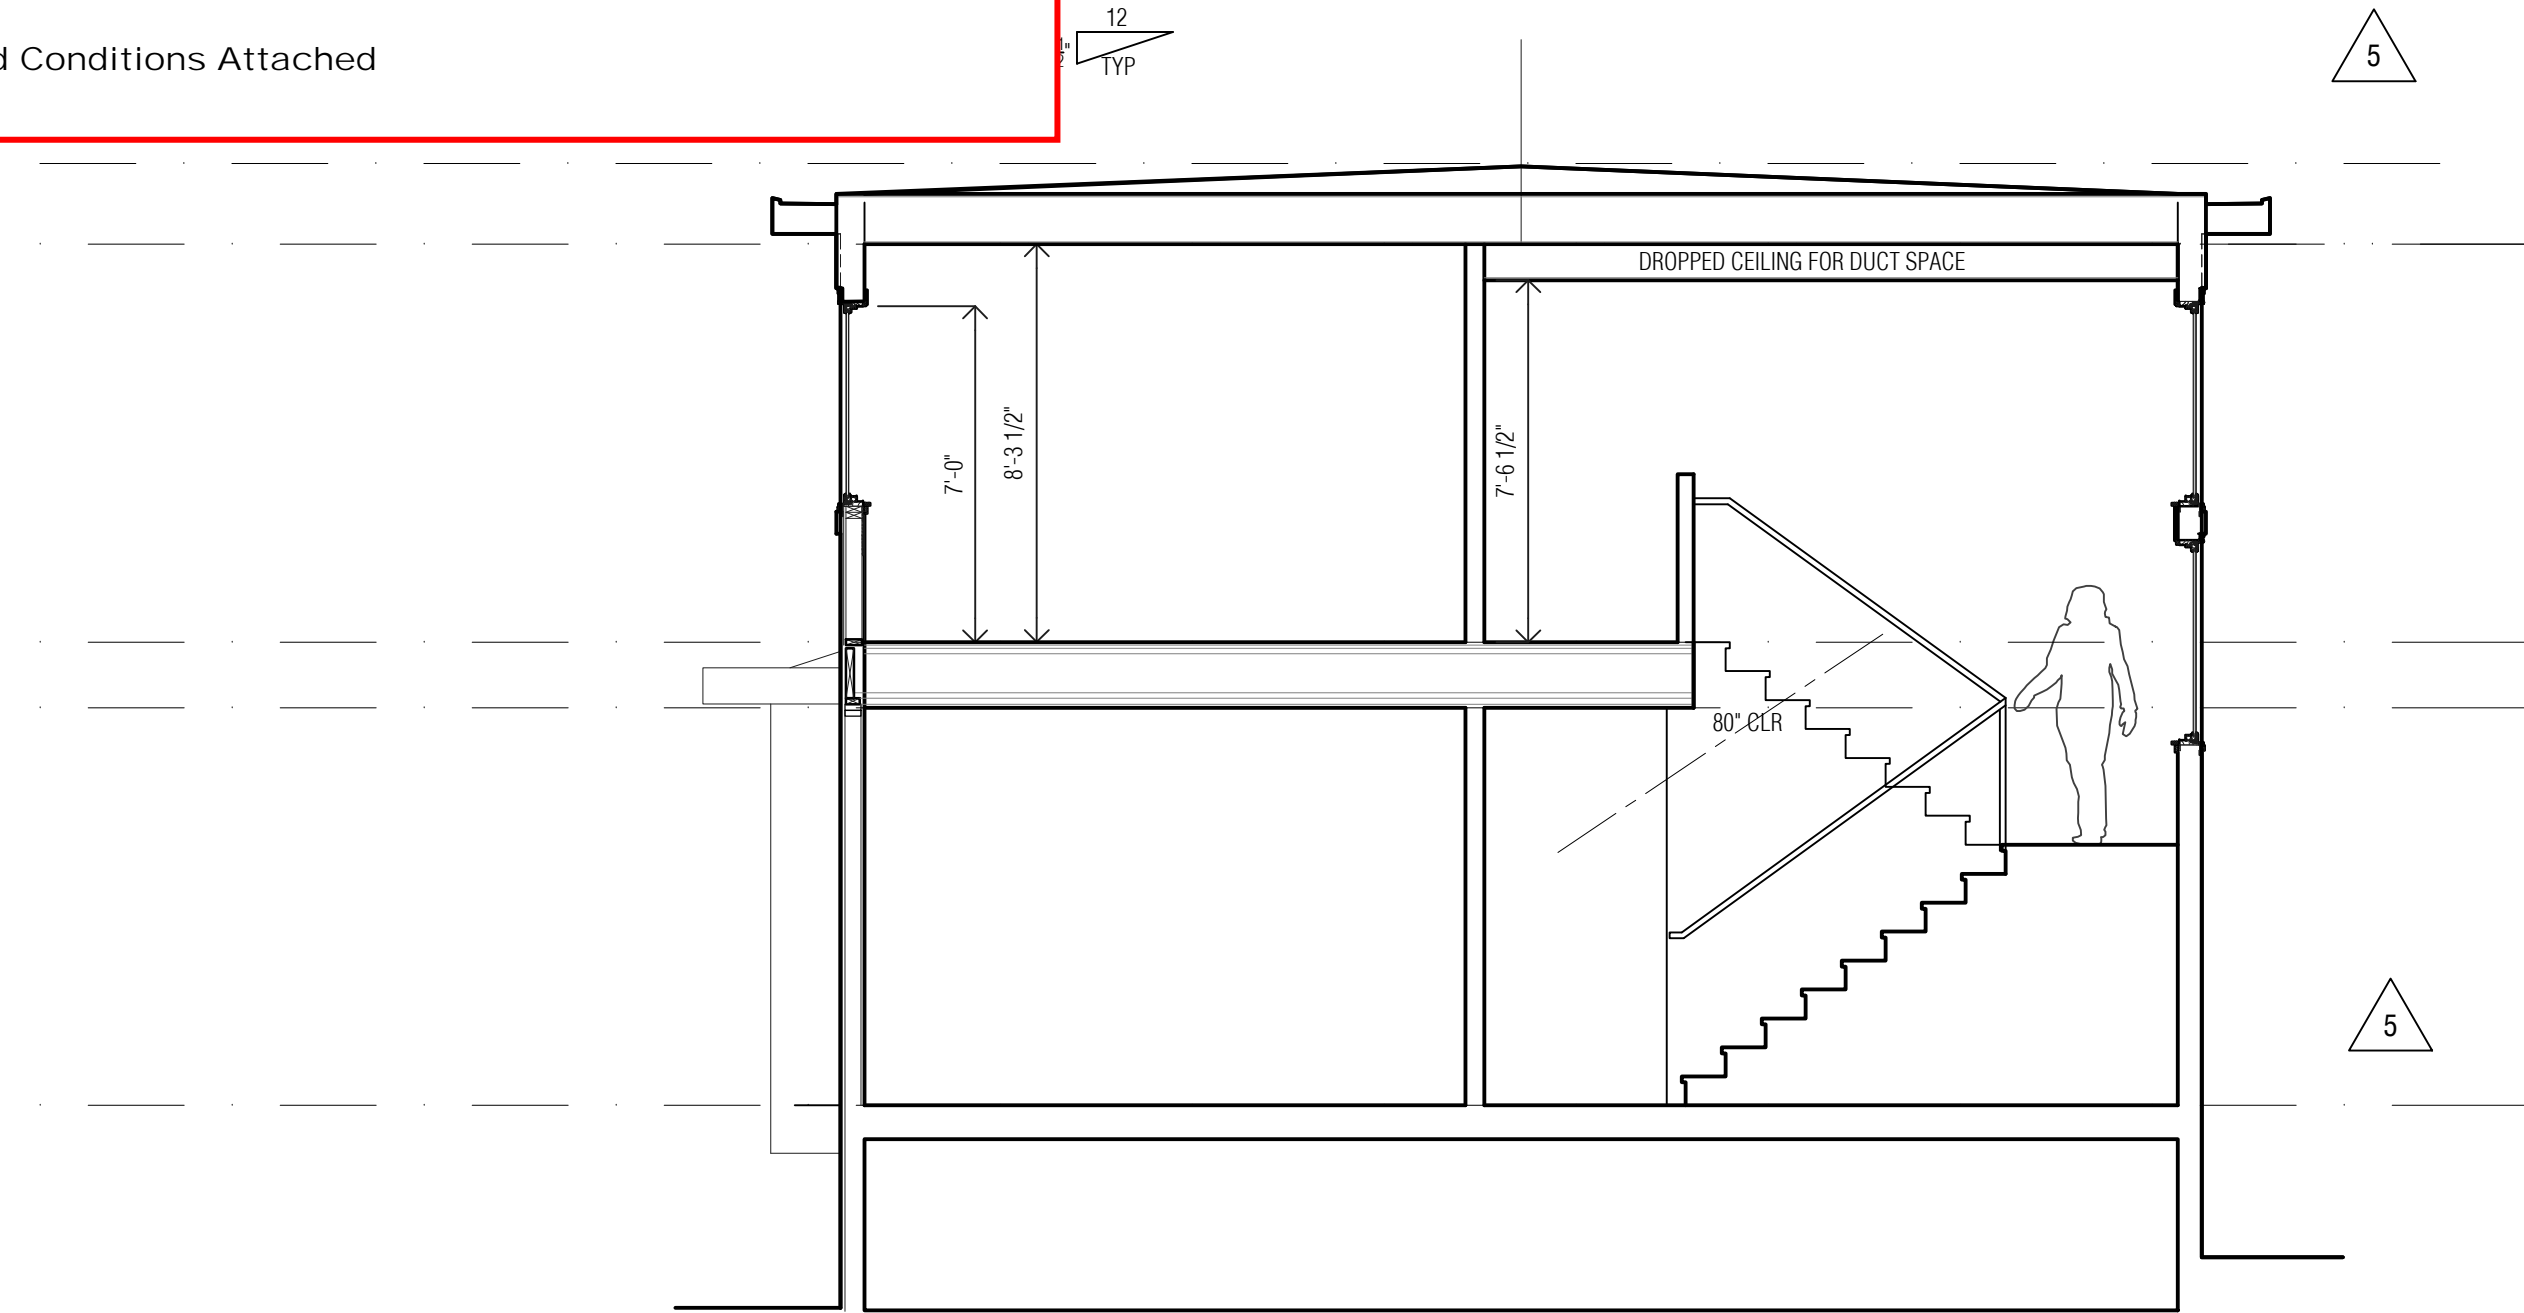 12
TYP
5
Conditions Attached
DROPPED CEILING FOR DUCT SPACE
7'-0"
8'-3 1/2"
7'-6 1/2"
80" CLR
5